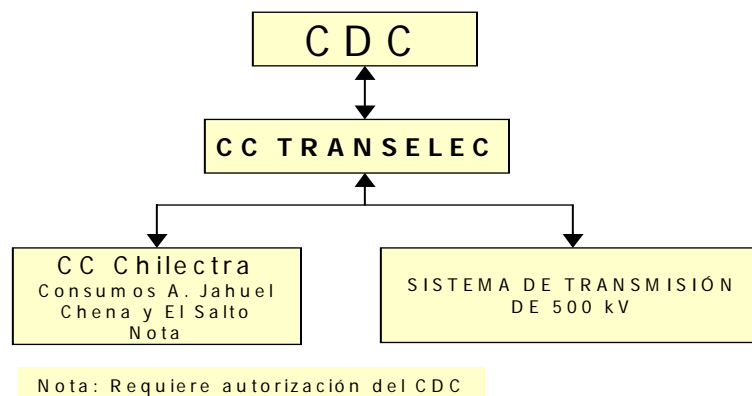 CDC
CC TRANSELEC
CC Chilectra
Consumos A. Jahuel
Chena y El Salto
Nota
SISTEMA DE TRANSMISIÓN
DE 500 kV
Nota: Requiere autorización del CDC